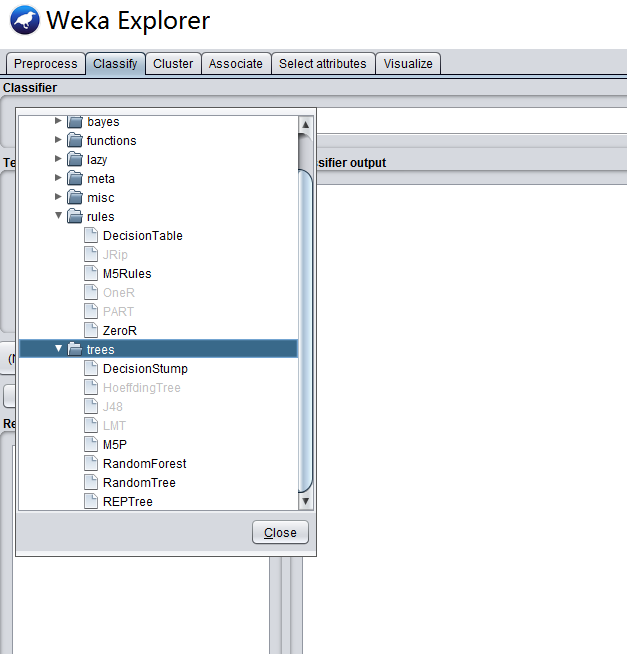 Weka Explorer
Preprocess Classify Cluster Associate Select attributes Visualize
Classifier
bayes
functions
lazy
meta
misc
rules
DecisionTable
JRip
M5Rules
OneR
PART
ZeroR
trees
DecisionStump
HoeffdingTree
J48
LMT
M5P
RandomForest
RandomTree
REPTree
Close
Te
sifier output
(N
Re